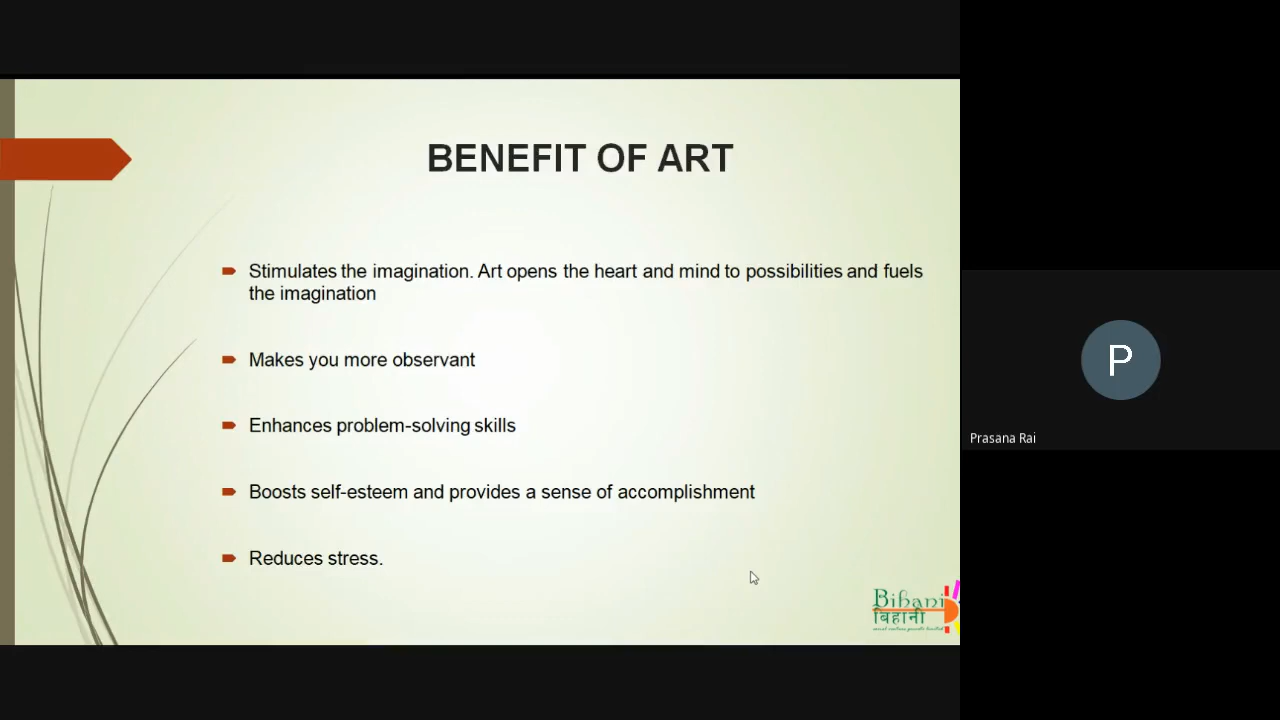 BENEFIT OF ART
Stimulates the imagination. Art opens the heart and mind to possibilities and fuels
the imagination
Makes you more observant
Enhances problem-solving skills
Boosts self-esteem and provides a sense of accomplishment
Reduces stress.
Bihani
बिहानी
P
Prasana Rai